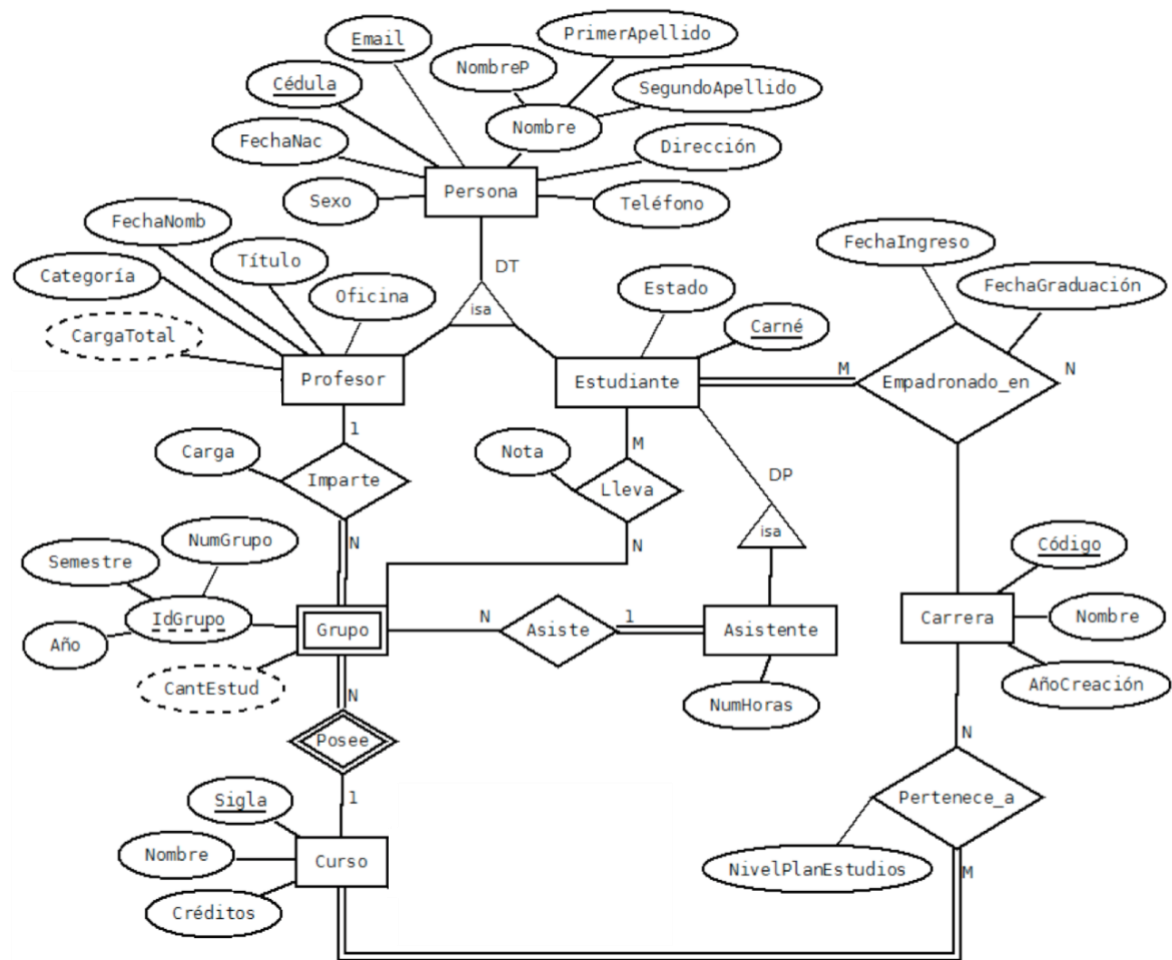 Email
PrimerApellido
NombreP
Cédula
SegundoApellido
Nombre
FechaNac
Dirección
Persona
Sexo
Teléfono
FechaNomb
FechaIngreso
Título
DT
Categoría
Estado
FechaGraduación
Oficina
isa
CargaTotal
Carné
Profesor
Estudiante
M
Empadronado_en
N
1
M
Carga
Nota
Imparte
Lleva
DP
isa
NumGrupo
N
N
Código
Semestre
IdGrupo
N
1
Nombre
Grupo
Asiste
Asistente
Carrera
Año
CantEstud
AñoCreación
N
NumHoras
Posee
N
1
Sigla
Pertenece_a
Nombre
Curso
NivelPlanEstudios
M
Créditos